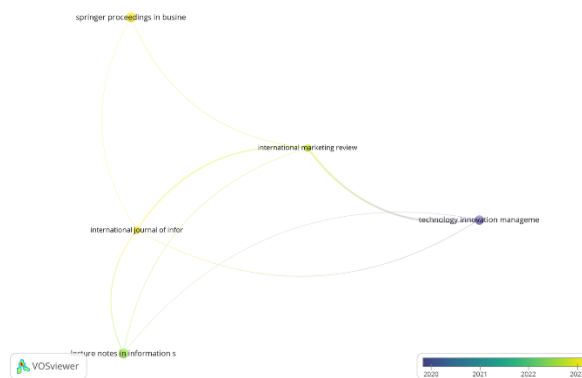 springer proceedings in busine
international marketing review
technology innovation manageme
international journal of infor
lecture notes in information s
VOSviewer
2020 2021 2022